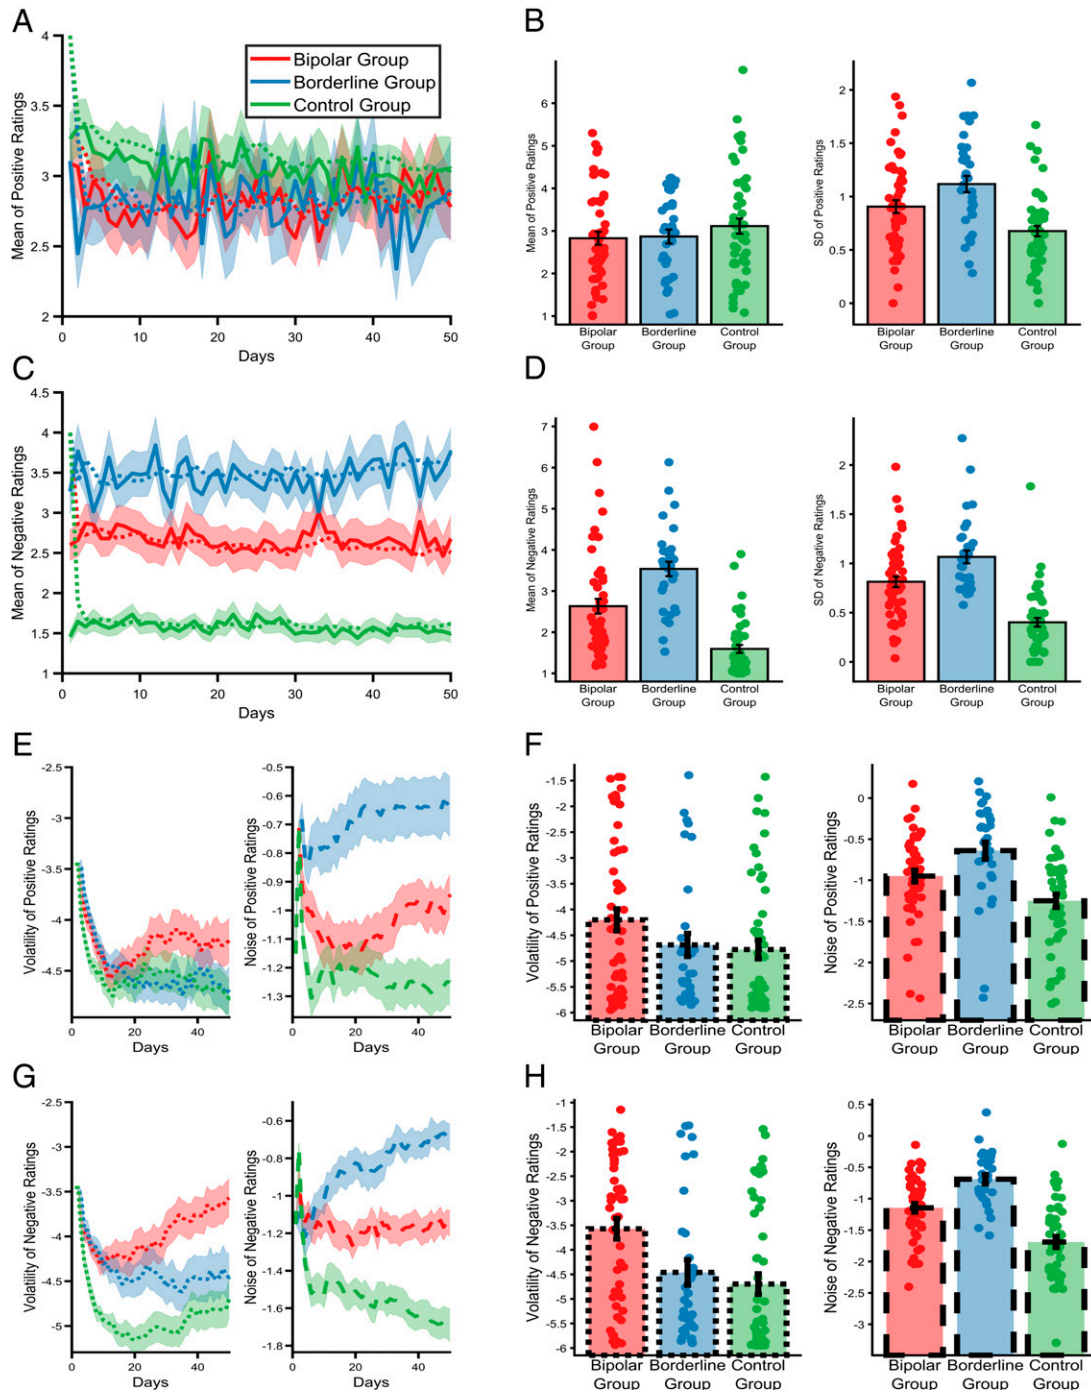 A
B
4
3.5
3
2.5
2
Mean of Positive Ratings
Bipolar Group
Borderline Group
Control Group
0
10
20
30
40
50
Days
6
5
4
3
2
1
Mean of Positive Ratings
Bipolar
Group
Borderline
Group
Control
Group
2
1.5
1
0.5
0
SD of Positive Ratings
Bipolar
Group
Borderline
Group
Control
Group
C
D
4.5
4
3.5
3
2.5
2
1.5
1
Mean of Negative Ratings
0
10
20
30
40
50
Days
7
6
5
4
3
2
1
Mean of Negative Ratings
Bipolar
Group
Borderline
Group
Control
Group
2
1.5
1
0.5
0
SD of Negative Ratings
Bipolar
Group
Borderline
Group
Control
Group
E
F
-2.5
-3
-3.5
-4
-4.5
Volatility of Positive Ratings
0
20
40
Days
-0.5
-0.6
-0.7
-0.8
-0.9
-1
-1.1
-1.2
-1.3
Noise of Positive Ratings
0
20
40
Days
-1.5
-2
-2.5
-3
-3.5
-4
-4.5
-5
-5.5
-6
Volatility of Positive Ratings
Bipolar
Group
Borderline
Group
Control
Group
0
-0.5
-1
-1.5
-2
-2.5
Noise of Positive Ratings
Bipolar
Group
Borderline
Group
Control
Group
G
H
-2.5
-3
-3.5
-4
-4.5
-5
Volatility of Negative Ratings
0
20
40
Days
-0.6
-0.8
-1
-1.2
-1.4
-1.6
-1.8
Noise of Negative Ratings
0
20
40
Days
-1
-1.5
-2
-2.5
-3
-3.5
-4
-4.5
-5
-5.5
-6
Volatility of Negative Ratings
Bipolar
Group
Borderline
Group
Control
Group
0.5
0
-0.5
-1
-1.5
-2
-2.5
-3
Noise of Negative Ratings
Bipolar
Group
Borderline
Group
Control
Group